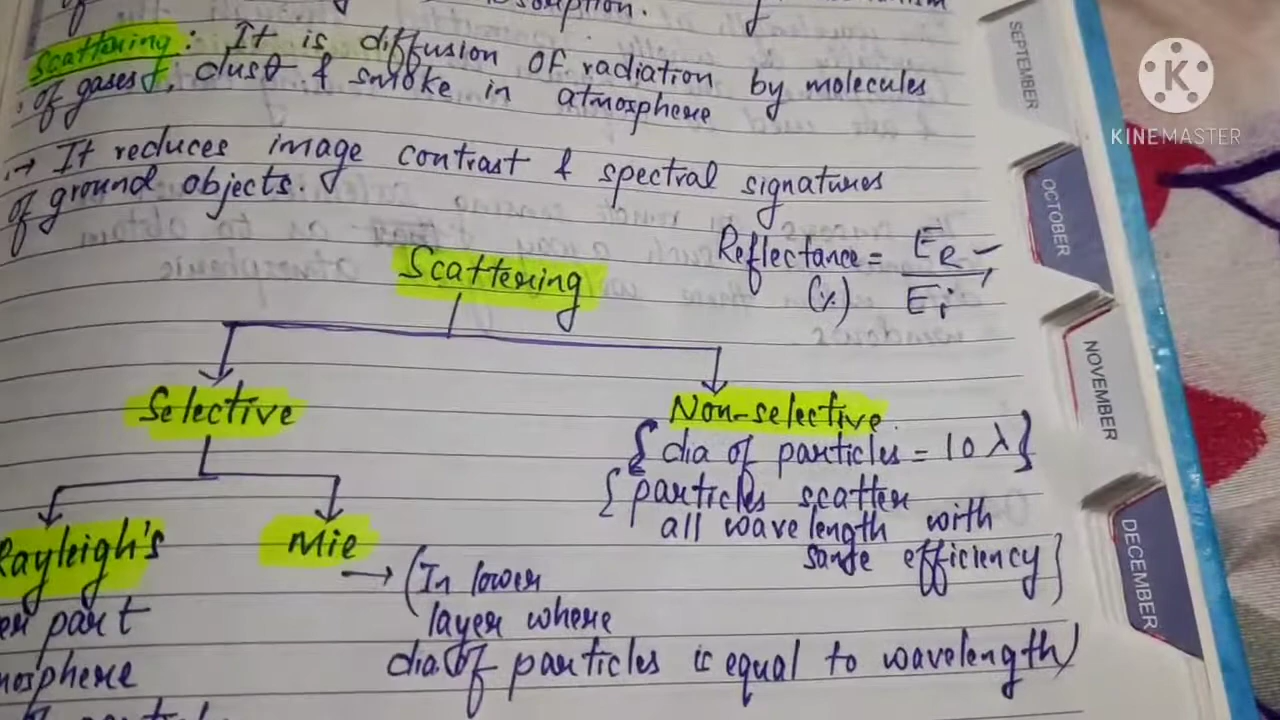 Scattering: It is diffusion of radiation by molecules
of gases, dust & smoke in atmosphere
→ It reduces image contrast & spectral signatures
of ground objects.
Reflectance = ER
(%) Ei
Scattering
Selective
Non-selective
{dia of particles = 10 λ}
{particles scatter
all wavelength with
same efficiency}
Rayleigh's
Mie
→ (In lower
layer where
dia of particles is equal to wavelength)
er part
mosphere
SEPTEMBER
OCTOBER
NOVEMBER
DECEMBER
K
KINEMASTER